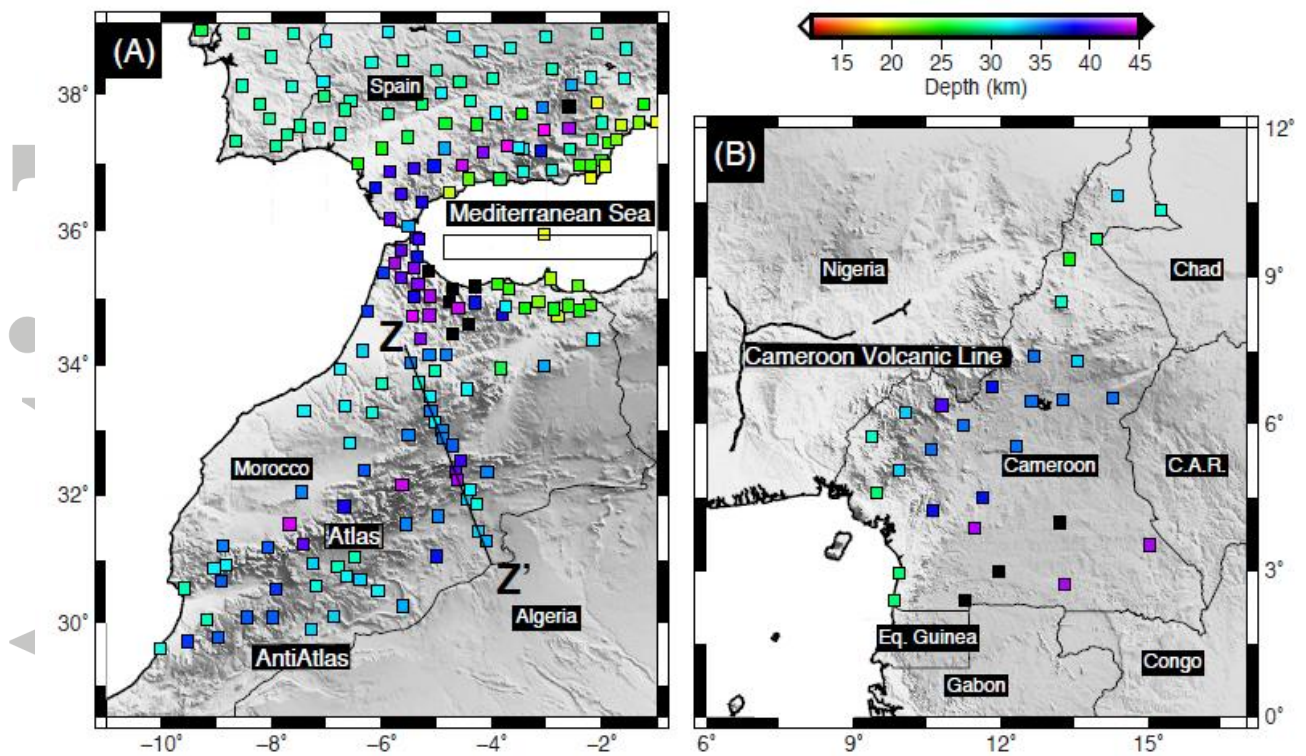 (A)
Spain
Mediterranean Sea
Z
Morocco
Atlas
Z'
Algeria
AntiAtlas
38°
36°
34°
32°
30°
−10° −8° −6° −4° −2°
15 20 25 30 35 40 45
Depth (km)
(B)
Nigeria
Chad
Cameroon Volcanic Line
Cameroon
C.A.R.
Eq. Guinea
Gabon
Congo
12°
9°
6°
3°
0°
6° 9° 12° 15°